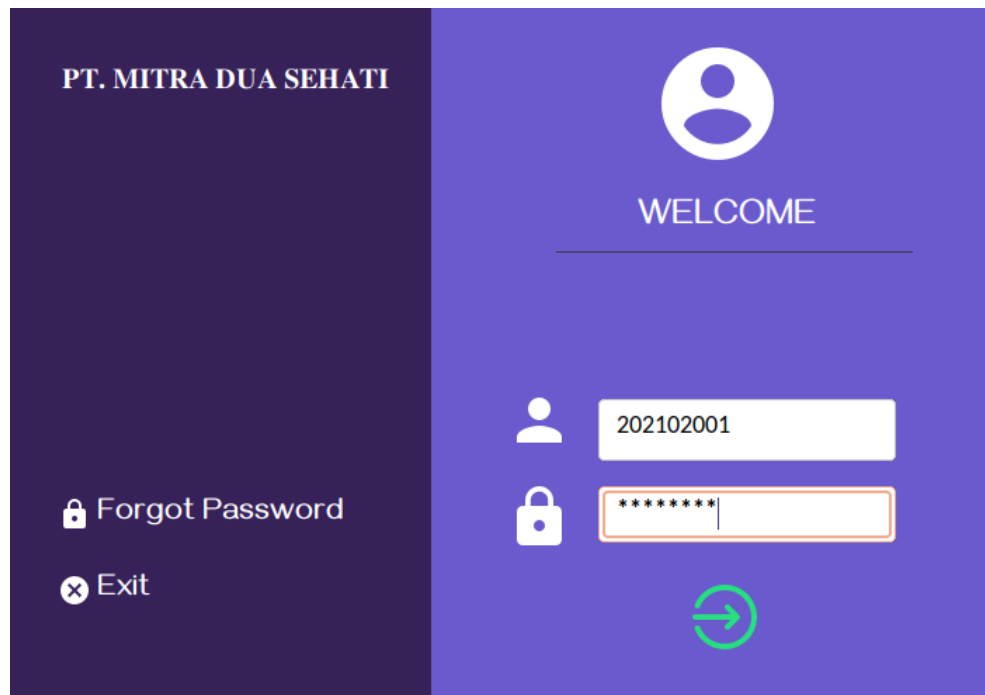 PT. MITRA DUA SEHATI
Forgot Password
Exit
WELCOME
202102001
********